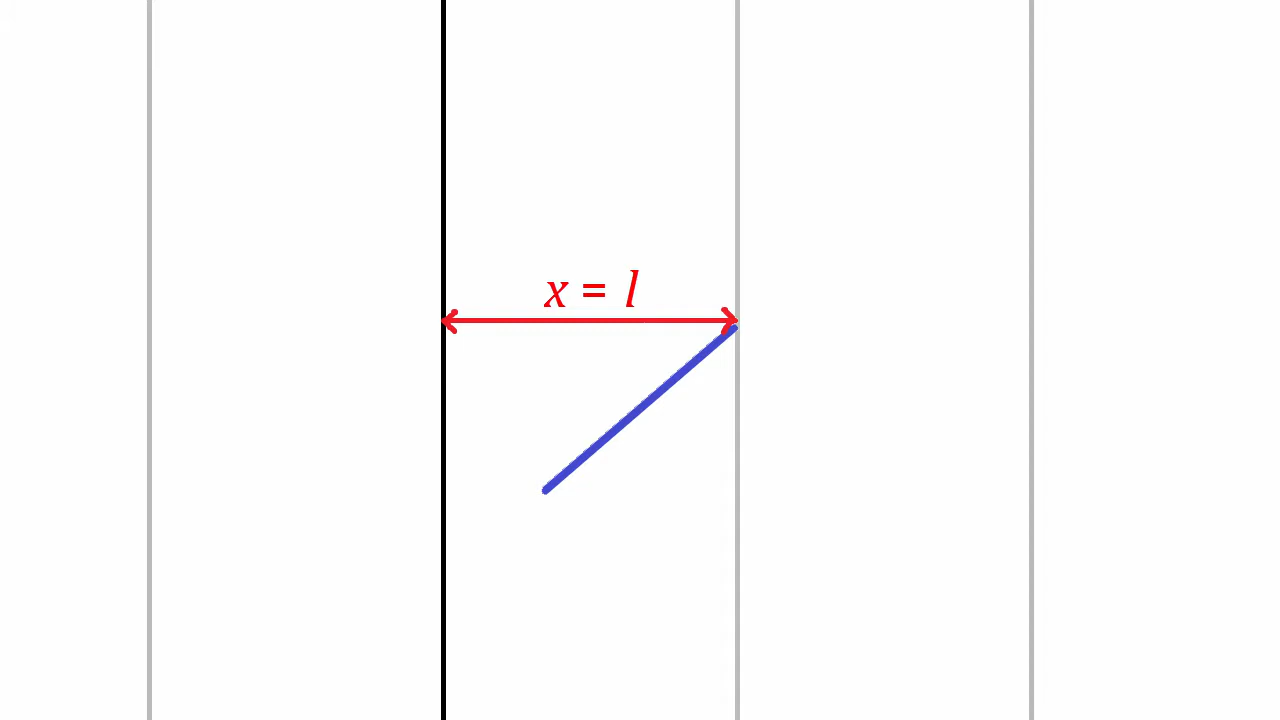 x = l